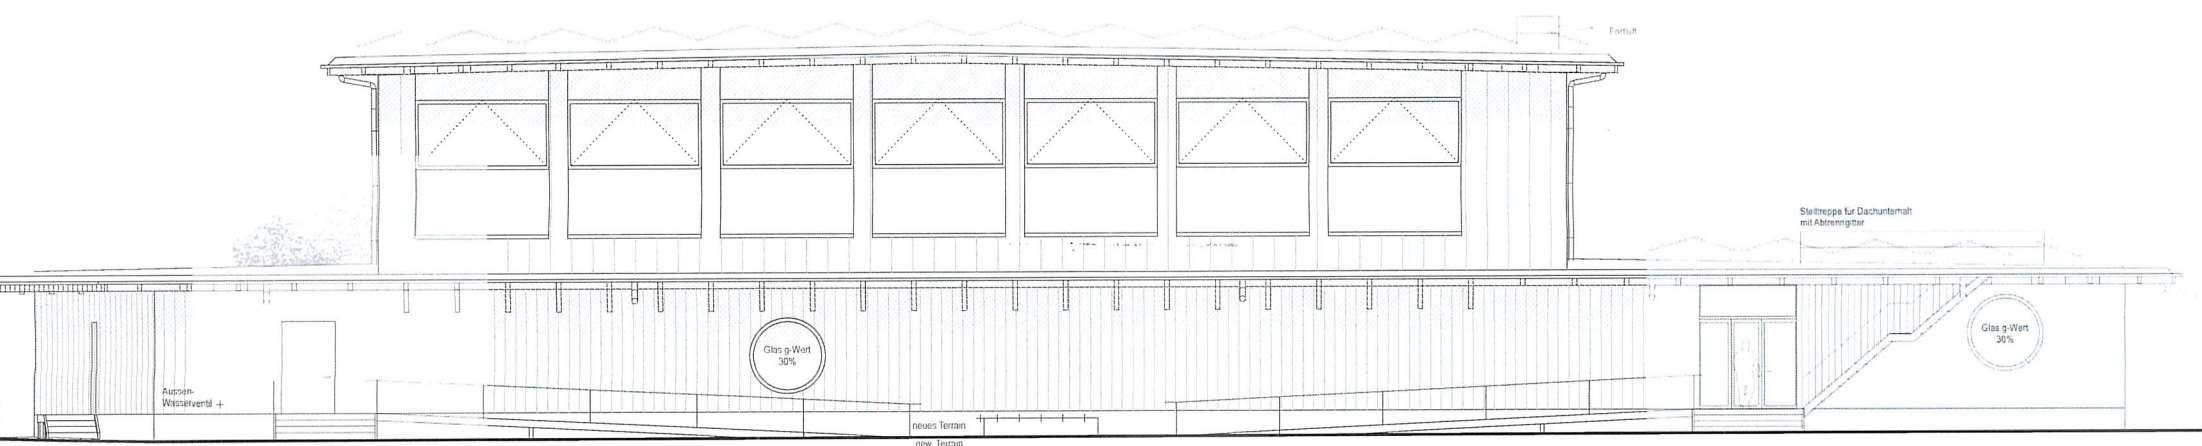 Fortluft
Steiltreppe für Dachunterhalt
mit Abtrenngitter
Glas g-Wert
30%
Glas g-Wert
30%
Aussen-
Wasserventil
neues Terrain
gew. Terrain